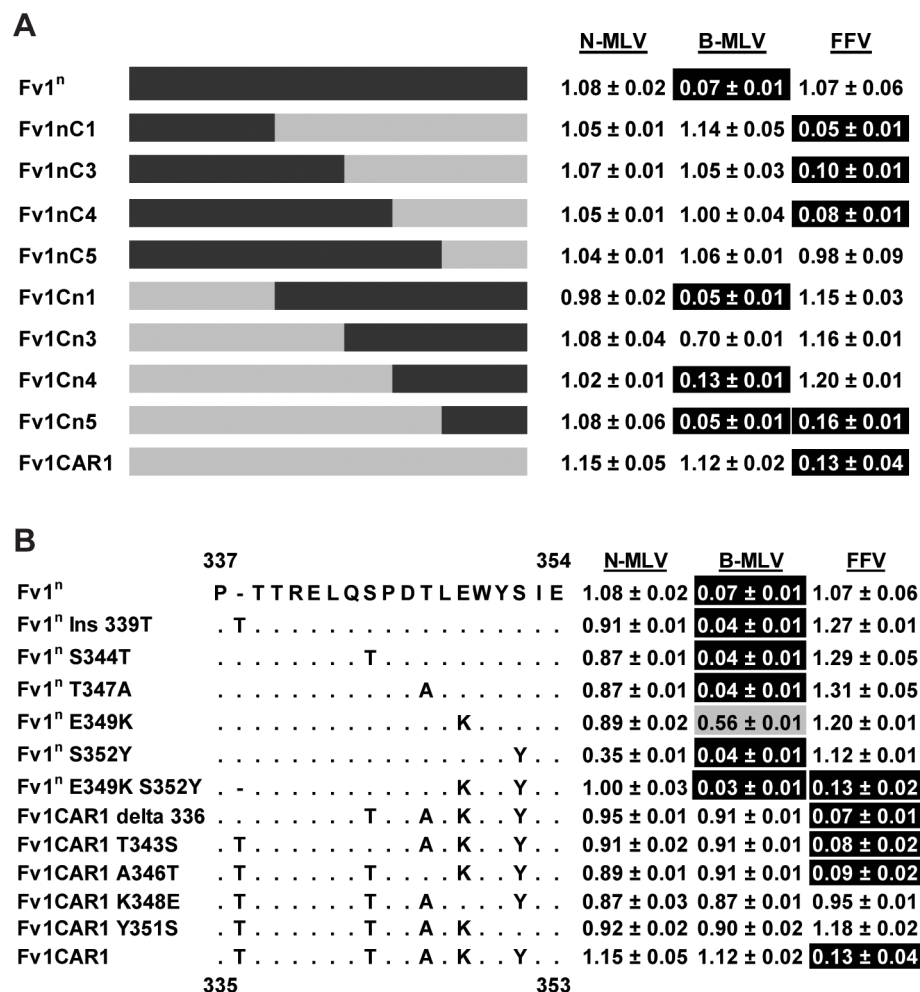 A
N-MLV B-MLV FFV
Fv1ⁿ 1.08 ± 0.02 0.07 ± 0.01 1.07 ± 0.06
Fv1nC1 1.05 ± 0.01 1.14 ± 0.05 0.05 ± 0.01
Fv1nC3 1.07 ± 0.01 1.05 ± 0.03 0.10 ± 0.01
Fv1nC4 1.05 ± 0.01 1.00 ± 0.04 0.08 ± 0.01
Fv1nC5 1.04 ± 0.01 1.06 ± 0.01 0.98 ± 0.09
Fv1Cn1 0.98 ± 0.02 0.05 ± 0.01 1.15 ± 0.03
Fv1Cn3 1.08 ± 0.04 0.70 ± 0.01 1.16 ± 0.01
Fv1Cn4 1.02 ± 0.01 0.13 ± 0.01 1.20 ± 0.01
Fv1Cn5 1.08 ± 0.06 0.05 ± 0.01 0.16 ± 0.01
Fv1CAR1 1.15 ± 0.05 1.12 ± 0.02 0.13 ± 0.04
B
337 354 N-MLV B-MLV FFV
Fv1ⁿ P - T T R E L Q S P D T L E W Y S I E 1.08 ± 0.02 0.07 ± 0.01 1.07 ± 0.06
Fv1ⁿ Ins 339T . T . . . . . . . . . . . . . . . . . 0.91 ± 0.01 0.04 ± 0.01 1.27 ± 0.01
Fv1ⁿ S344T . . . . . . . . T . . . . . . . . . . 0.87 ± 0.01 0.04 ± 0.01 1.29 ± 0.05
Fv1ⁿ T347A . . . . . . . . . . . A . . . . . . . 0.87 ± 0.01 0.04 ± 0.01 1.31 ± 0.05
Fv1ⁿ E349K . . . . . . . . . . . . . K . . . . . 0.89 ± 0.02 0.56 ± 0.01 1.20 ± 0.01
Fv1ⁿ S352Y . . . . . . . . . . . . . . . . Y . . 0.35 ± 0.01 0.04 ± 0.01 1.12 ± 0.01
Fv1ⁿ E349K S352Y . - . . . . . . . . . . . K . . Y . . 1.00 ± 0.03 0.03 ± 0.01 0.13 ± 0.02
Fv1CAR1 delta 336 . . . . . . . . T . . A . K . . Y . . 0.95 ± 0.01 0.91 ± 0.01 0.07 ± 0.01
Fv1CAR1 T343S . T . . . . . . . . . A . K . . Y . . 0.91 ± 0.01 0.91 ± 0.02 0.08 ± 0.02
Fv1CAR1 A346T . T . . . . . . T . . . . K . . Y . . 0.89 ± 0.01 0.91 ± 0.01 0.09 ± 0.02
Fv1CAR1 K348E . T . . . . . . T . . A . . . . Y . . 0.87 ± 0.03 0.87 ± 0.01 0.95 ± 0.01
Fv1CAR1 Y351S . T . . . . . . T . . A . K . . . . . 0.92 ± 0.02 0.90 ± 0.02 1.18 ± 0.02
Fv1CAR1 . T . . . . . . T . . A . K . . Y . . 1.15 ± 0.05 1.12 ± 0.02 0.13 ± 0.04
335 353